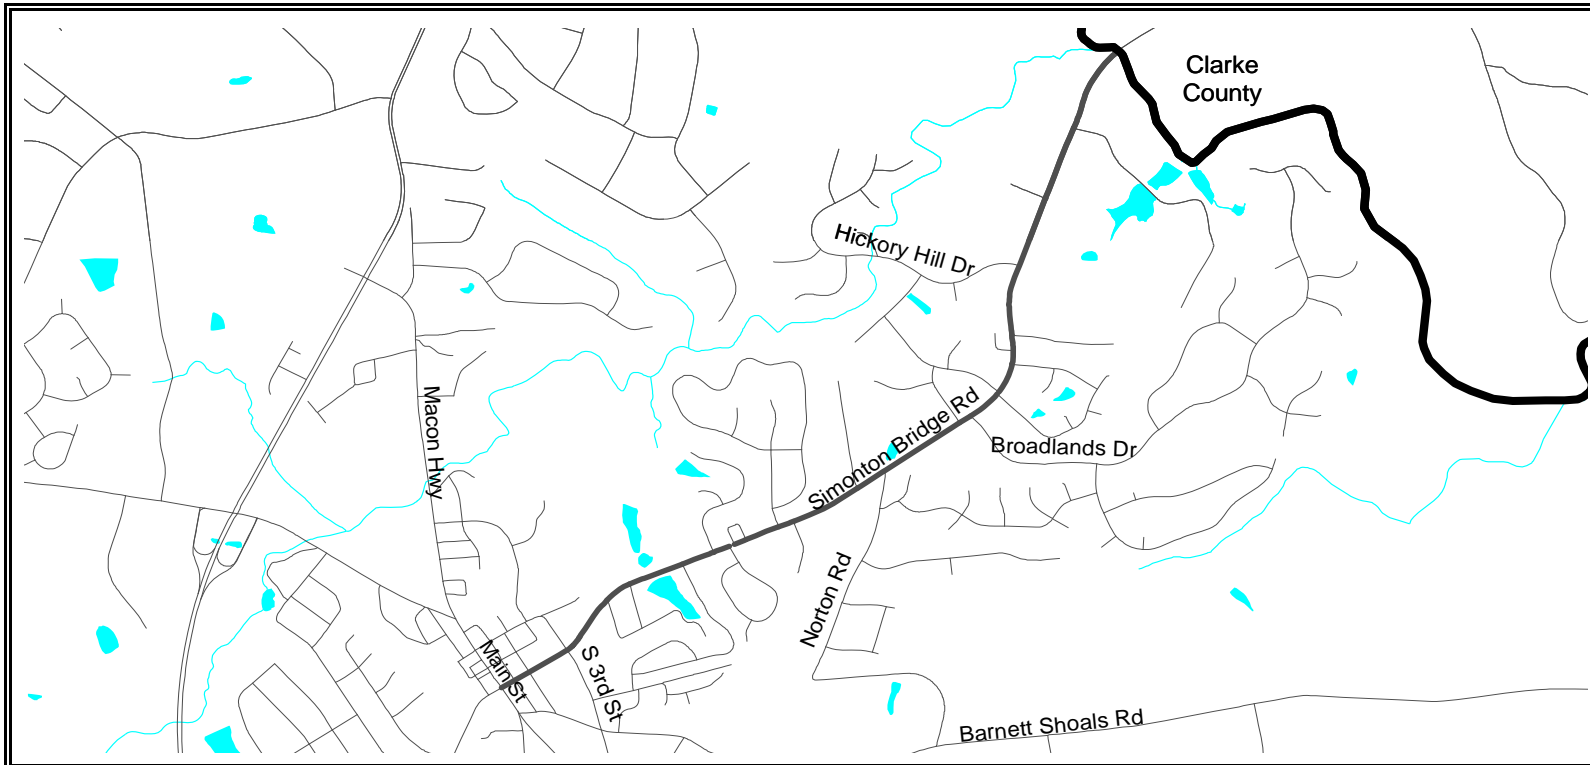 Clarke
County
Hickory Hill Dr
Macon Hwy
Simonton Bridge Rd
Broadlands Dr
Norton Rd
Main St
S 3rd St
Barnett Shoals Rd